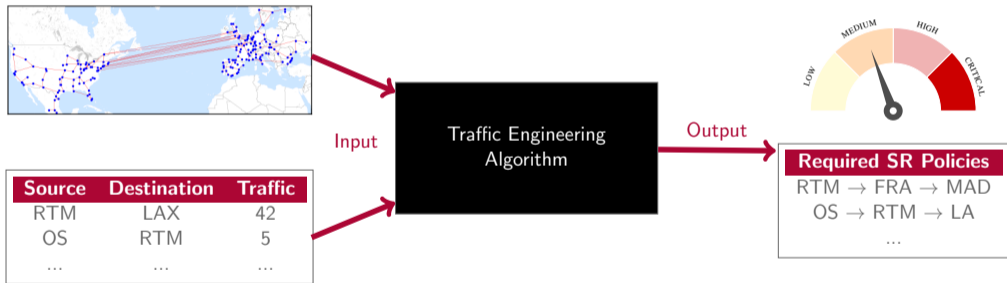 LOW
MEDIUM
HIGH
CRITICAL
Input
Traffic Engineering
Algorithm
Output
Source Destination Traffic
RTM LAX 42
OS RTM 5
... ... ...
Required SR Policies
RTM → FRA → MAD
OS → RTM → LA
...